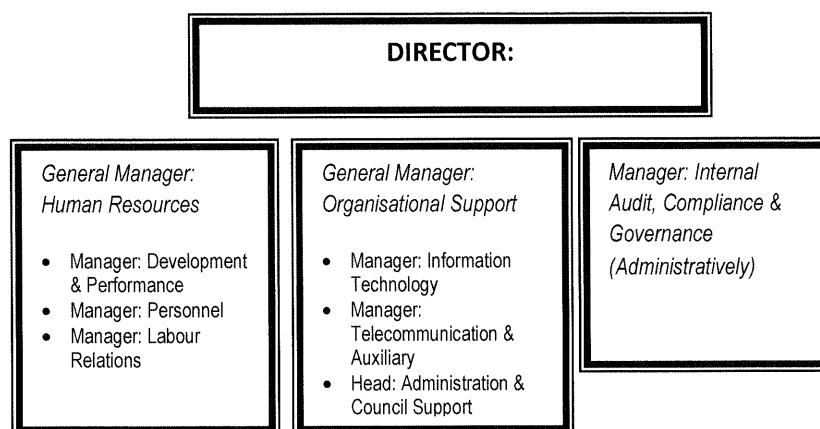 DIRECTOR:
General Manager:
Human Resources
• Manager: Development
& Performance
• Manager: Personnel
• Manager: Labour
Relations
General Manager:
Organisational Support
• Manager: Information
Technology
• Manager:
Telecommunication &
Auxiliary
• Head: Administration &
Council Support
Manager: Internal
Audit, Compliance &
Governance
(Administratively)